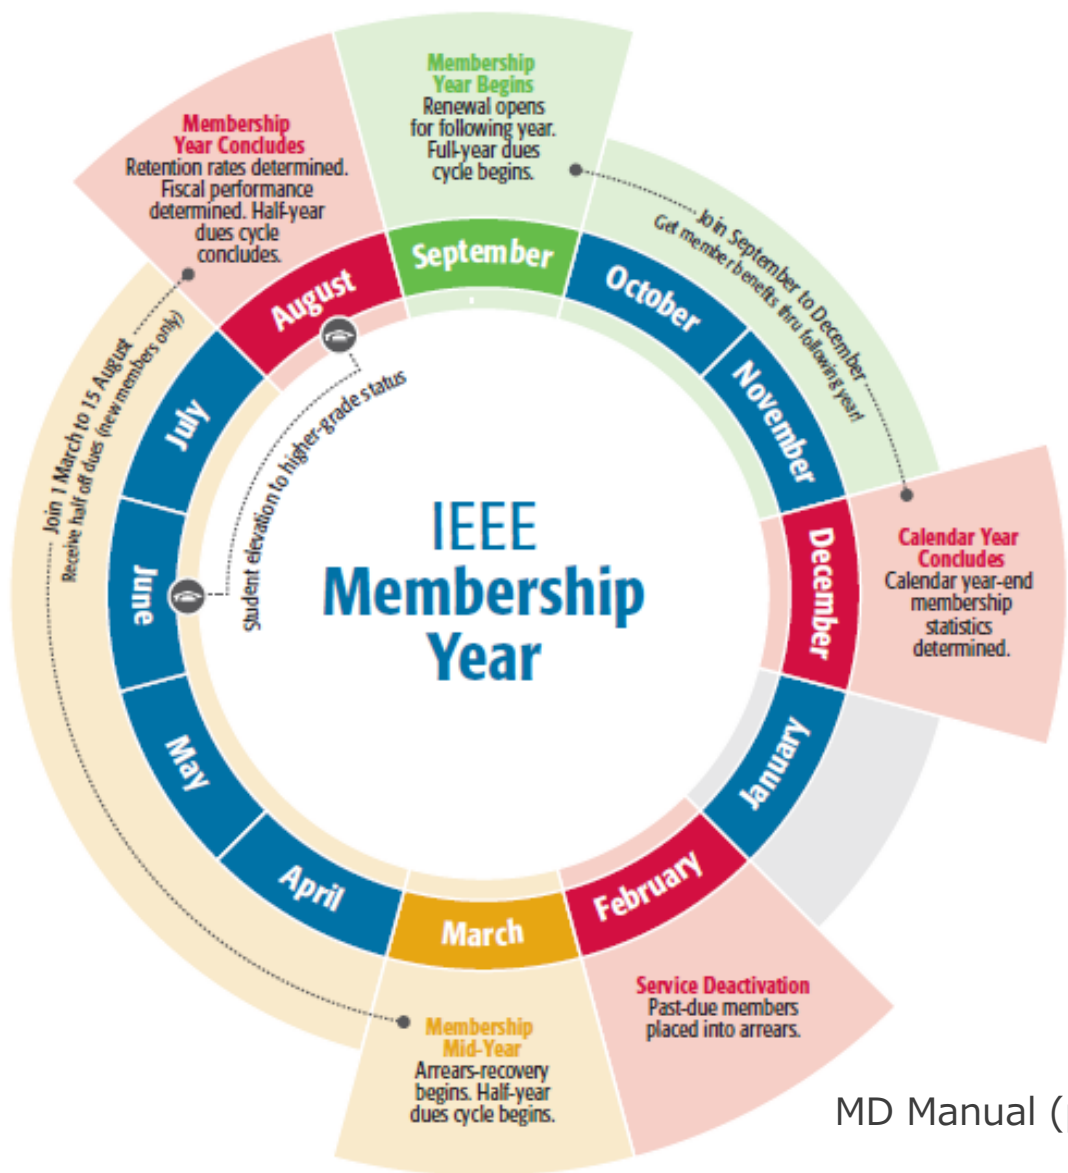 Membership
Year Begins
Renewal opens
for following year.
Full-year dues
cycle begins.
Membership
Year Concludes
Retention rates determined.
Fiscal performance
determined. Half-year
dues cycle
concludes.
Join September to December
Get member benefits thru following year!
September
October
November
December
January
February
March
April
May
June
July
August
Join 1 March to 15 August
Receive half off dues (new members only)
Student elevation to higher-grade status
IEEE
Membership
Year
Calendar Year
Concludes
Calendar year-end
membership
statistics
determined.
Service Deactivation
Past-due members
placed into arrears.
Membership
Mid-Year
Arrears-recovery
begins. Half-year
dues cycle begins.
MD Manual (